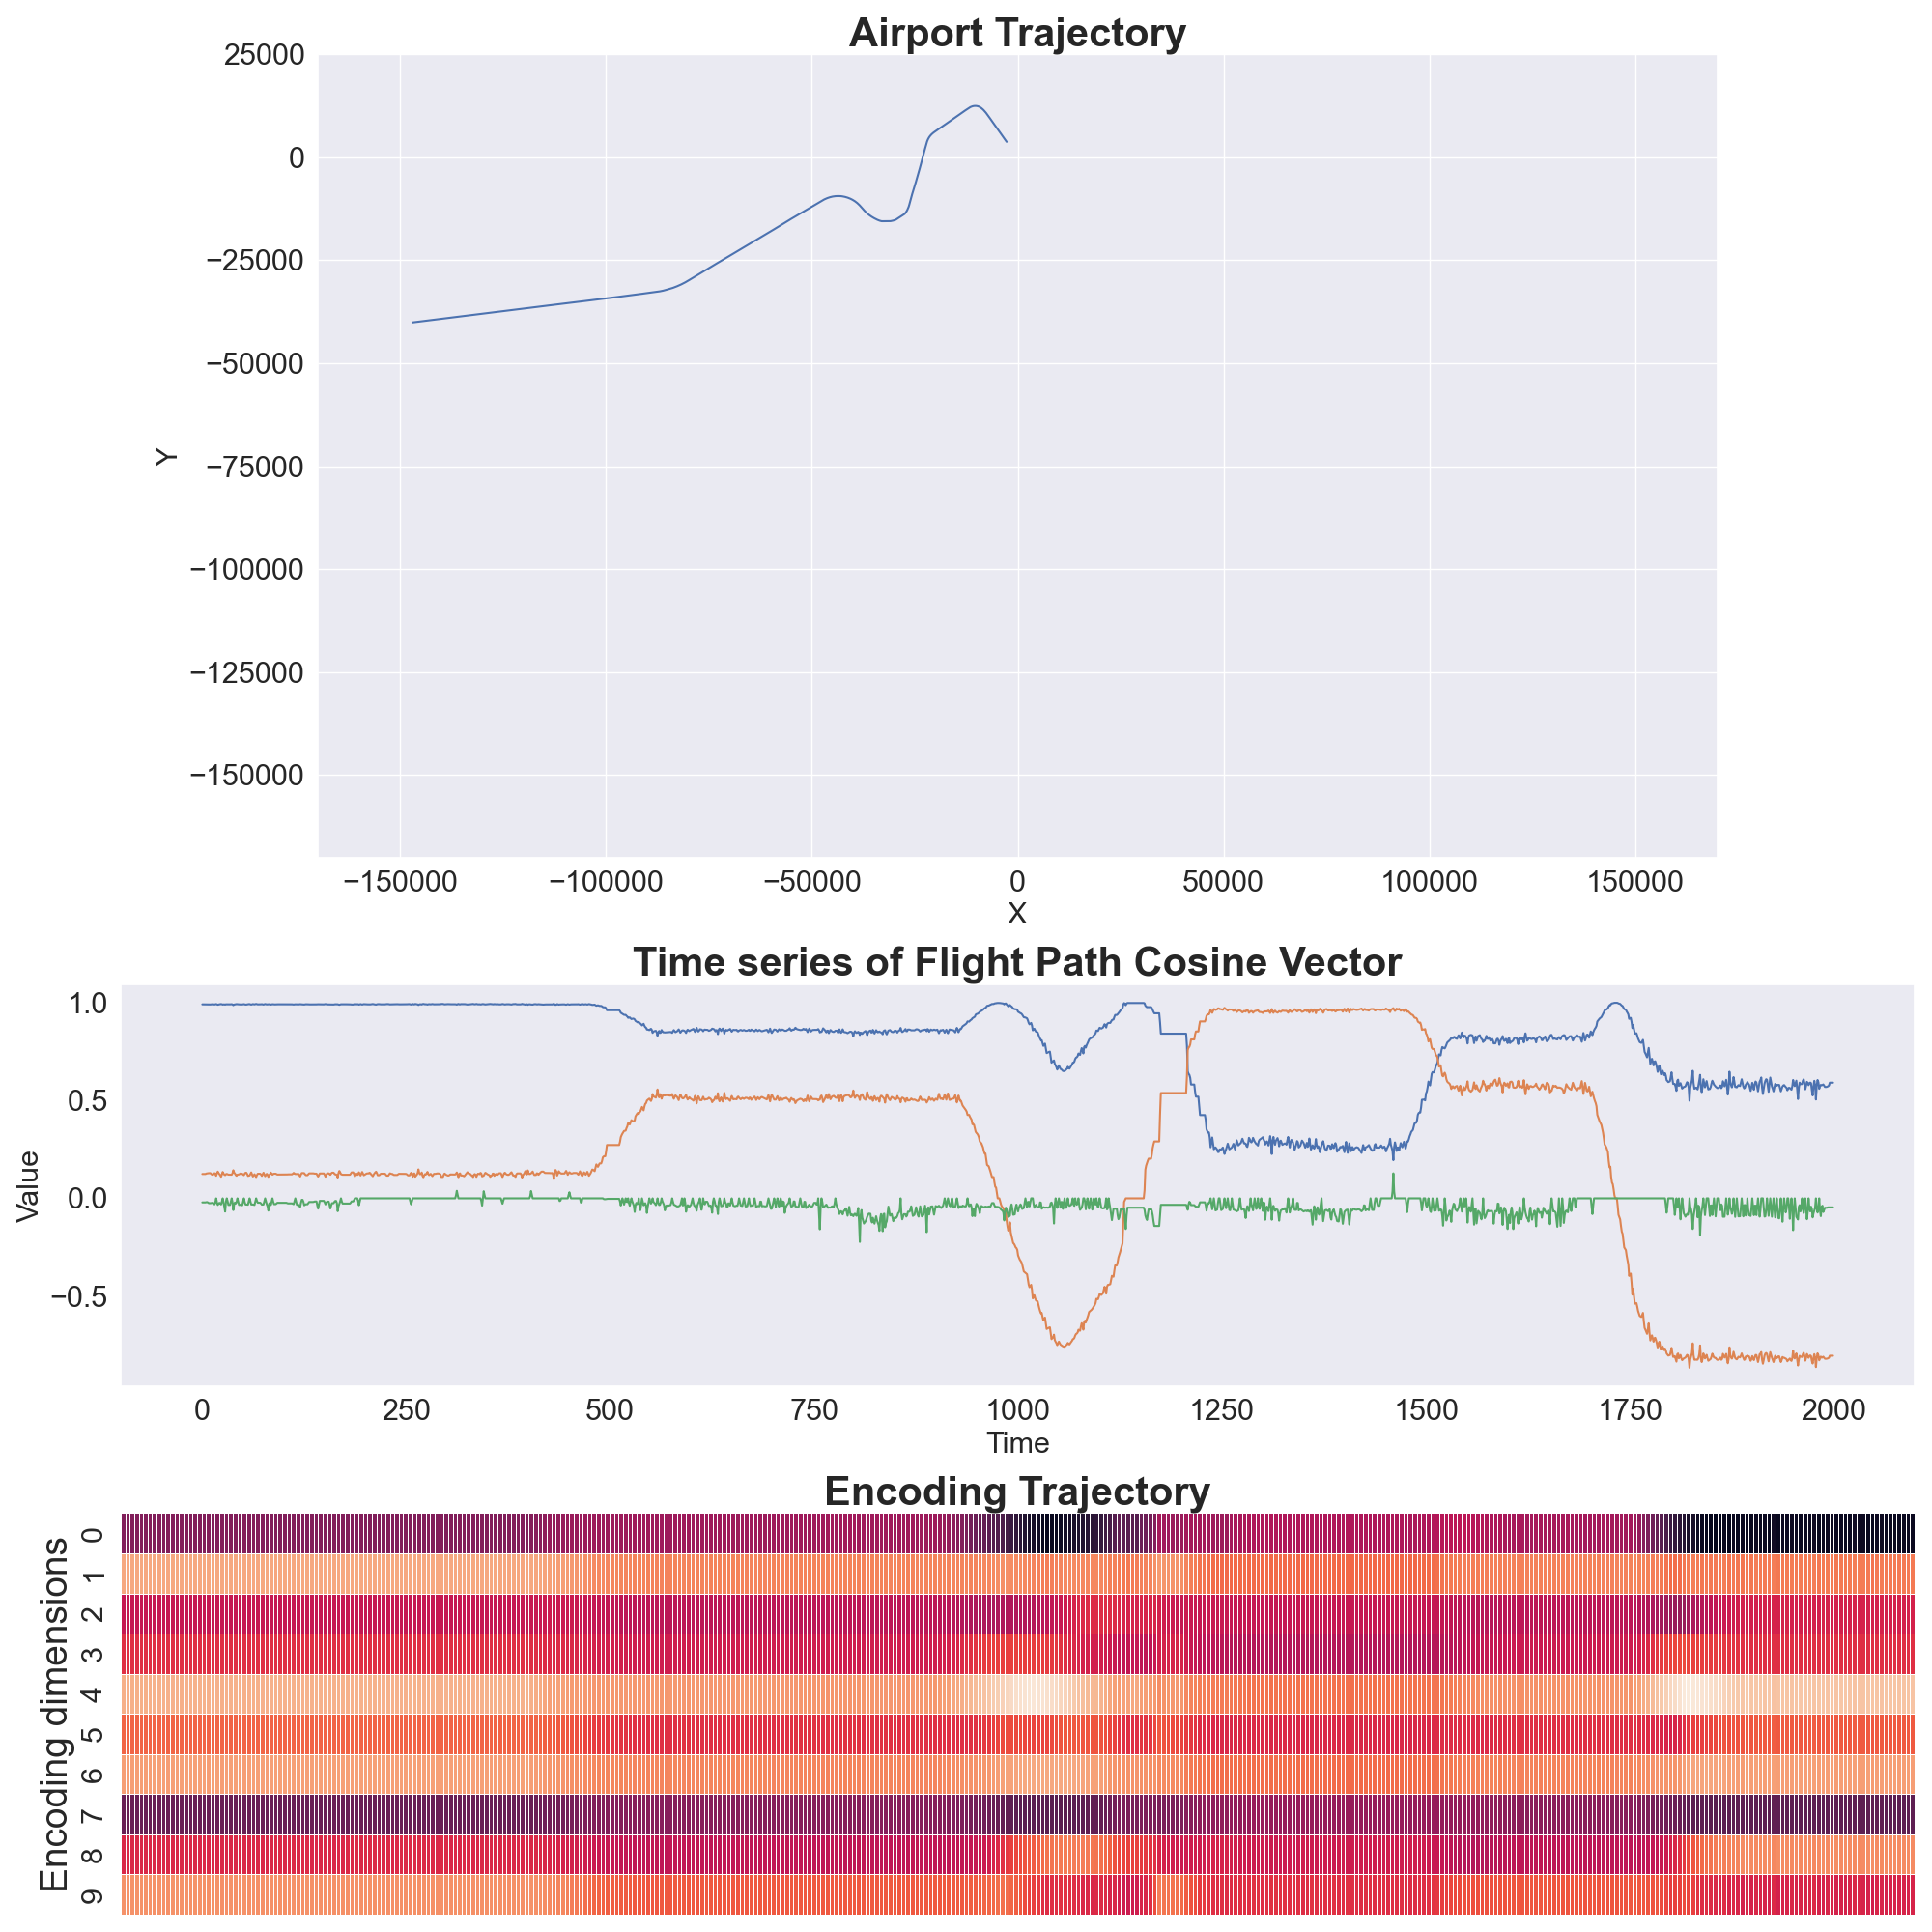 Airport Trajectory
25000
0
−25000
−50000
−75000
−100000
−125000
−150000
Y
−150000 −100000 −50000 0 50000 100000 150000
X
Time series of Flight Path Cosine Vector
1.0
0.5
0.0
−0.5
Value
0 250 500 750 1000 1250 1500 1750 2000
Time
Encoding Trajectory
0
1
2
3
4
5
6
7
8
9
Encoding dimensions